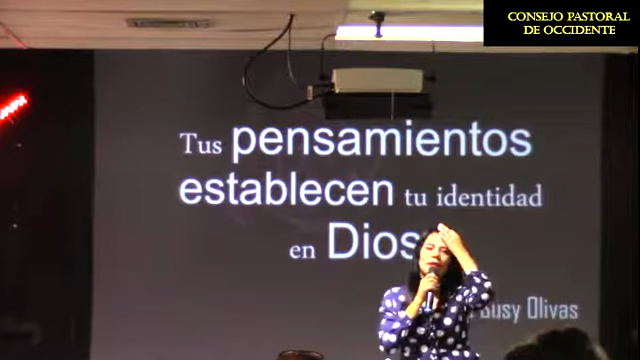 CONSEJO PASTORAL
DE OCCIDENTE
Tus pensamientos
establecen tu identidad
en Dios
Susy Olivas